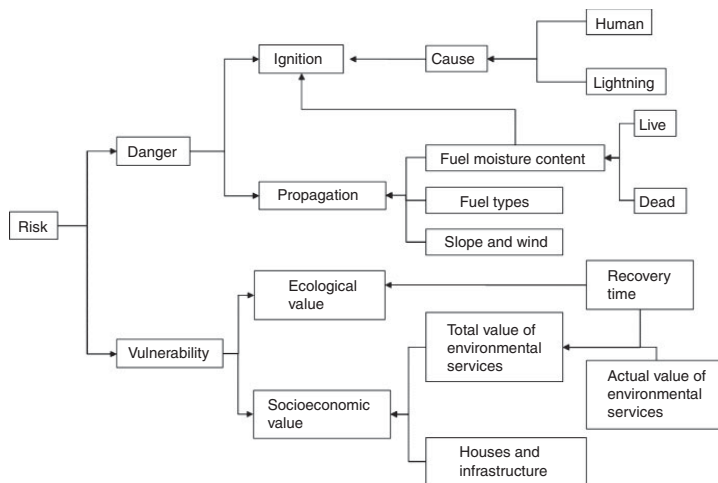 Human
Ignition
Cause
Lightning
Live
Danger
Fuel moisture content
Propagation
Fuel types
Dead
Risk
Slope and wind
Ecological
value
Recovery
time
Vulnerability
Total value of
environmental
services
Actual value of
environmental
services
Socioeconomic
value
Houses and
infrastructure